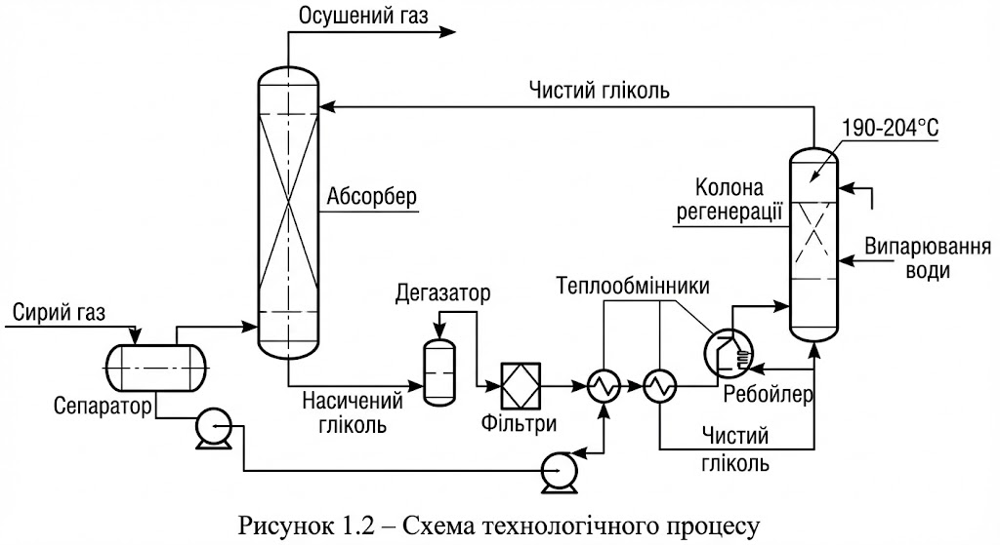 Осушений газ
Чистий гліколь
190-204°C
Абсорбер
Колона
регенерації
Випарювання
води
Дегазатор
Теплообмінники
Сирий газ
Сепаратор
Насичений
гліколь
Фільтри
Ребойлер
Чистий
гліколь
Рисунок 1.2 – Схема технологічного процесу